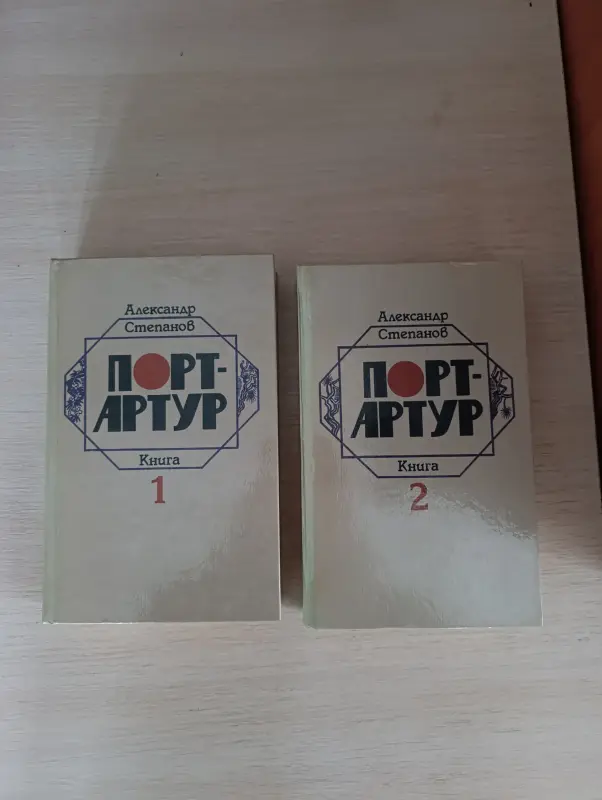 Александр
Степанов
ПОРТ-
АРТУР
Книга
1
Александр
Степанов
ПОРТ-
АРТУР
Книга
2